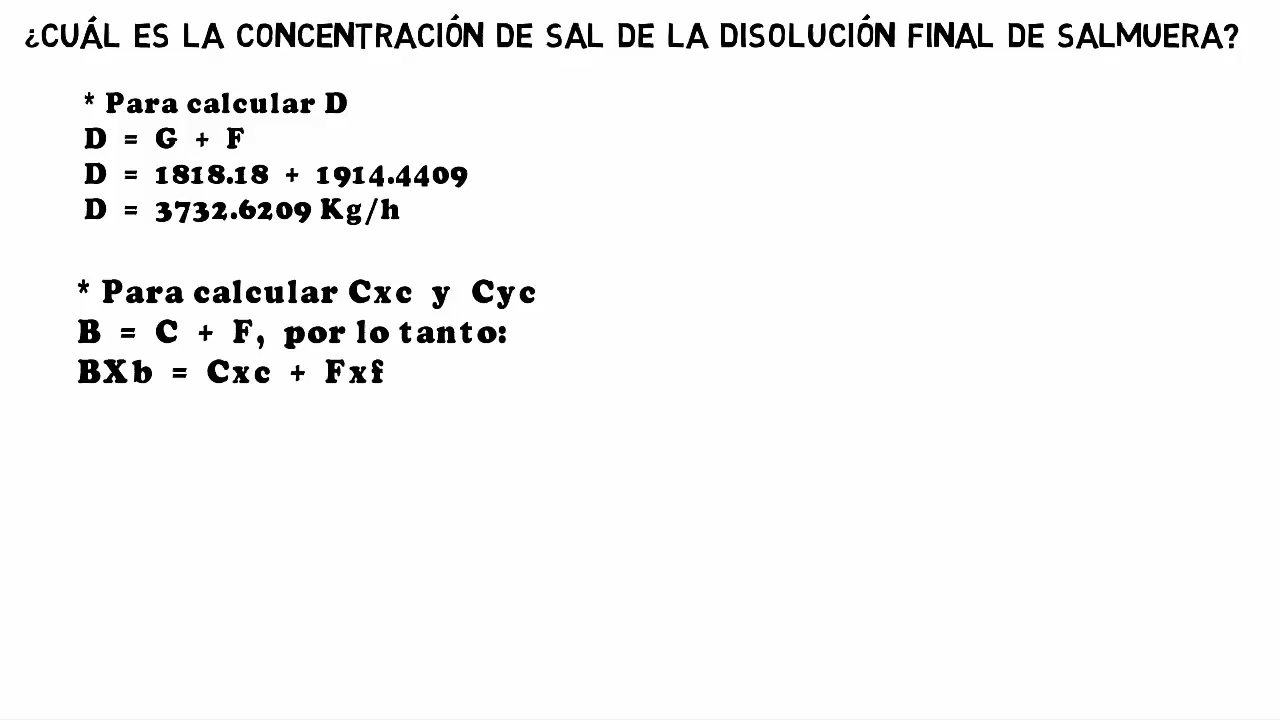 ¿CUÁL ES LA CONCENTRACIÓN DE SAL DE LA DISOLUCIÓN FINAL DE SALMUERA?
* Para calcular D
D = G + F
D = 1818.18 + 1914.4409
D = 3732.6209 Kg/h
* Para calcular Cxc y Cyc
B = C + F, por lo tanto:
BXb = Cxc + Fxf